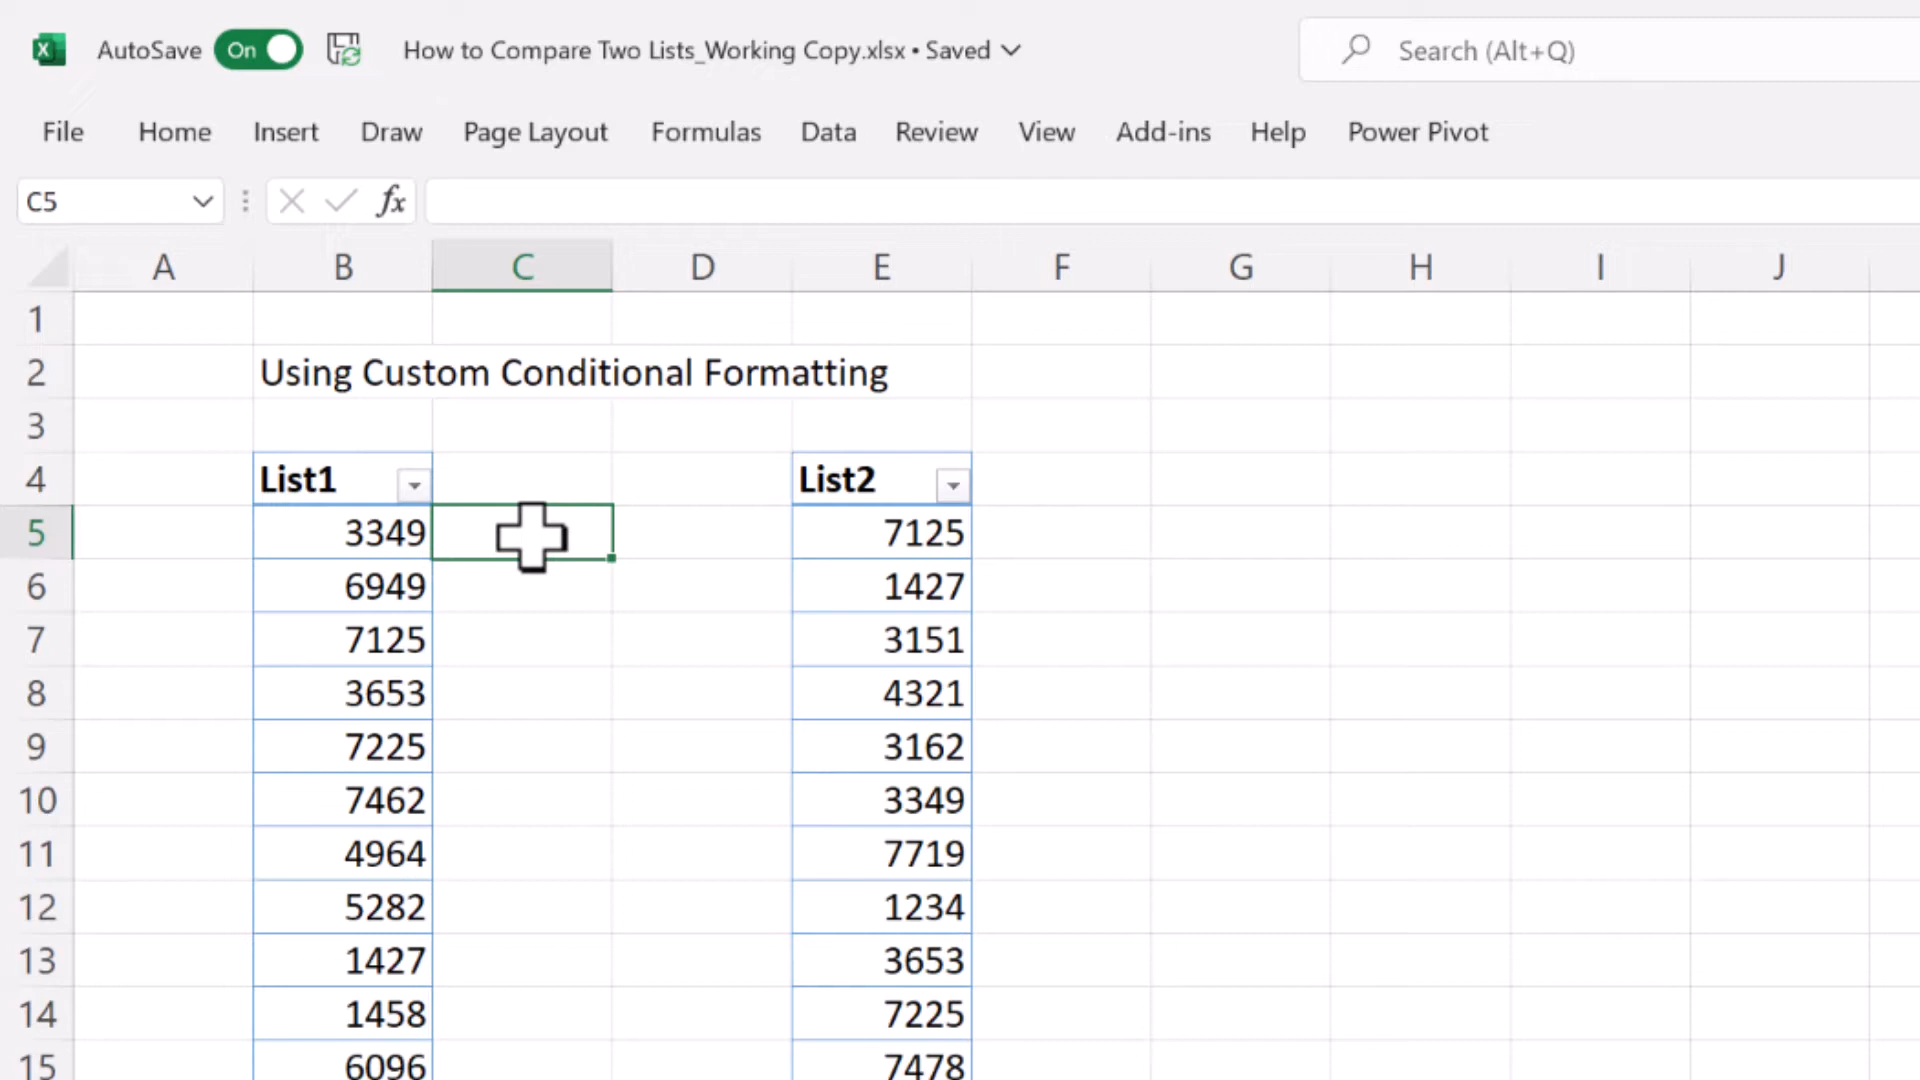 AutoSave On How to Compare Two Lists_Working Copy.xlsx • Saved Search (Alt+Q)
File Home Insert Draw Page Layout Formulas Data Review View Add-ins Help Power Pivot
C5 fx
A B C D E F G H I J
1
2 Using Custom Conditional Formatting
3
4 List1 List2
5 3349 7125
6 6949 1427
7 7125 3151
8 3653 4321
9 7225 3162
10 7462 3349
11 4964 7719
12 5282 1234
13 1427 3653
14 1458 7225
15 6096 7478